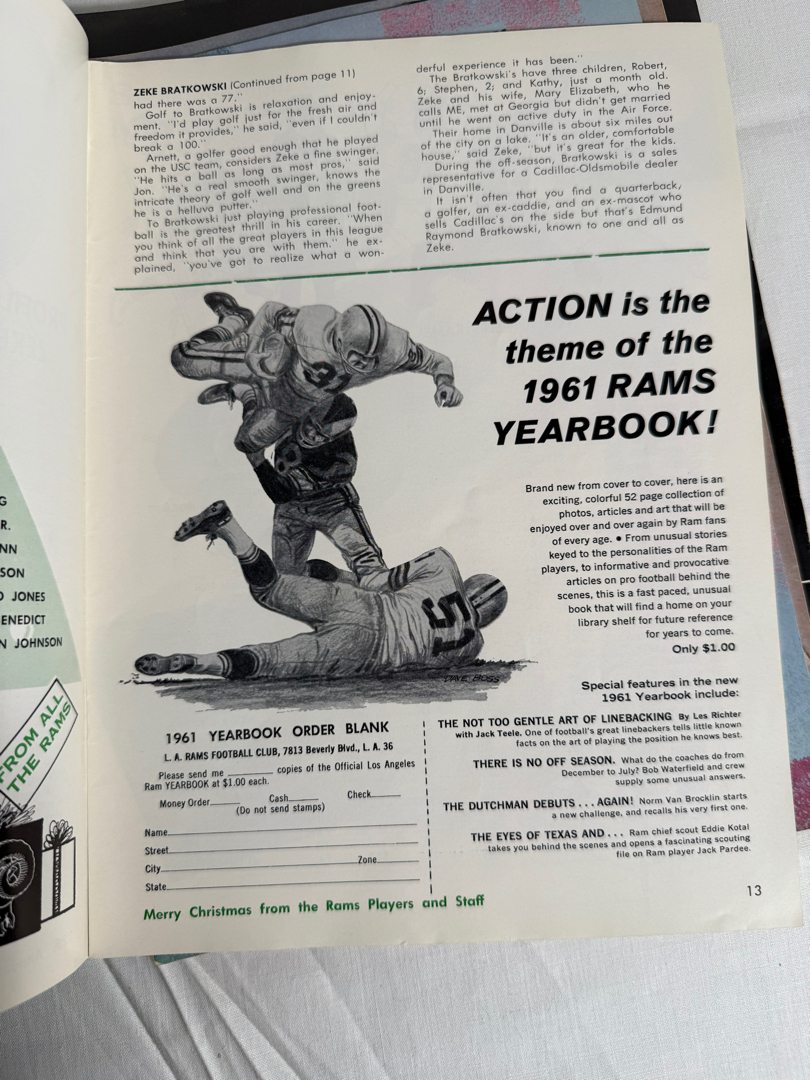 G
R.
NN
SON
D JONES
ENEDICT
N JOHNSON
FROM ALL
THE RAMS
ZEKE BRATKOWSKI (Continued from page 11)
had there was a 77."
Golf to Bratkowski is relaxation and enjoy-
ment. "I'd play golf just for the fresh air and
freedom it provides," he said, "even if I couldn't
break a 100."
Arnett, a golfer good enough that he played
on the USC team, considers Zeke a fine swinger.
"He hits a ball as long as most pros," said
Jon. "He's a real smooth swinger, knows the
intricate theory of golf well and on the greens
he is a helluva putter."
To Bratkowski just playing professional foot-
ball is the greatest thrill in his career. "When
you think of all the great players in this league
and think that you are with them." he ex-
plained, "you've got to realize what a won-
derful experience it has been."
The Bratkowski's have three children, Robert,
6; Stephen, 2; and Kathy, just a month old.
Zeke and his wife, Mary Elizabeth, who he
calls ME, met at Georgia but didn't get married
until he went on active duty in the Air Force.
Their home in Danville is about six miles out
of the city on a lake. "It's an older, comfortable
house," said Zeke, "but it's great for the kids.
During the off-season, Bratkowski is a sales
representative for a Cadillac-Oldsmobile dealer
in Danville.
It isn't often that you find a quarterback,
a golfer, an ex-caddie, and an ex-mascot who
sells Cadillac's on the side but that's Edmund
Raymond Bratkowski, known to one and all as
Zeke.
ACTION is the
theme of the
1961 RAMS
YEARBOOK!
31
51
DAVE BOSS
Brand new from cover to cover, here is an
exciting, colorful 52 page collection of
photos, articles and art that will be
enjoyed over and over again by Ram fans
of every age. • From unusual stories
keyed to the personalities of the Ram
players, to informative and provocative
articles on pro football behind the
scenes, this is a fast paced, unusual
book that will find a home on your
library shelf for future reference
for years to come.
Only $1.00
Special features in the new
1961 Yearbook include:
THE NOT TOO GENTLE ART OF LINEBACKING By Les Richter
with Jack Teele. One of football's great linebackers tells little known
facts on the art of playing the position he knows best.
THERE IS NO OFF SEASON. What do the coaches do from
December to July? Bob Waterfield and crew
supply some unusual answers.
THE DUTCHMAN DEBUTS . . . AGAIN! Norm Van Brocklin starts
a new challenge, and recalls his very first one.
THE EYES OF TEXAS AND . . . Ram chief scout Eddie Kotal
takes you behind the scenes and opens a fascinating scouting
file on Ram player Jack Pardee.
1961 YEARBOOK ORDER BLANK
L. A. RAMS FOOTBALL CLUB, 7813 Beverly Blvd., L. A. 36
Please send me ________ copies of the Official Los Angeles
Ram YEARBOOK at $1.00 each.
Money Order______ Cash______ Check______
(Do not send stamps)
Name
Street
City Zone
State
Merry Christmas from the Rams Players and Staff
13